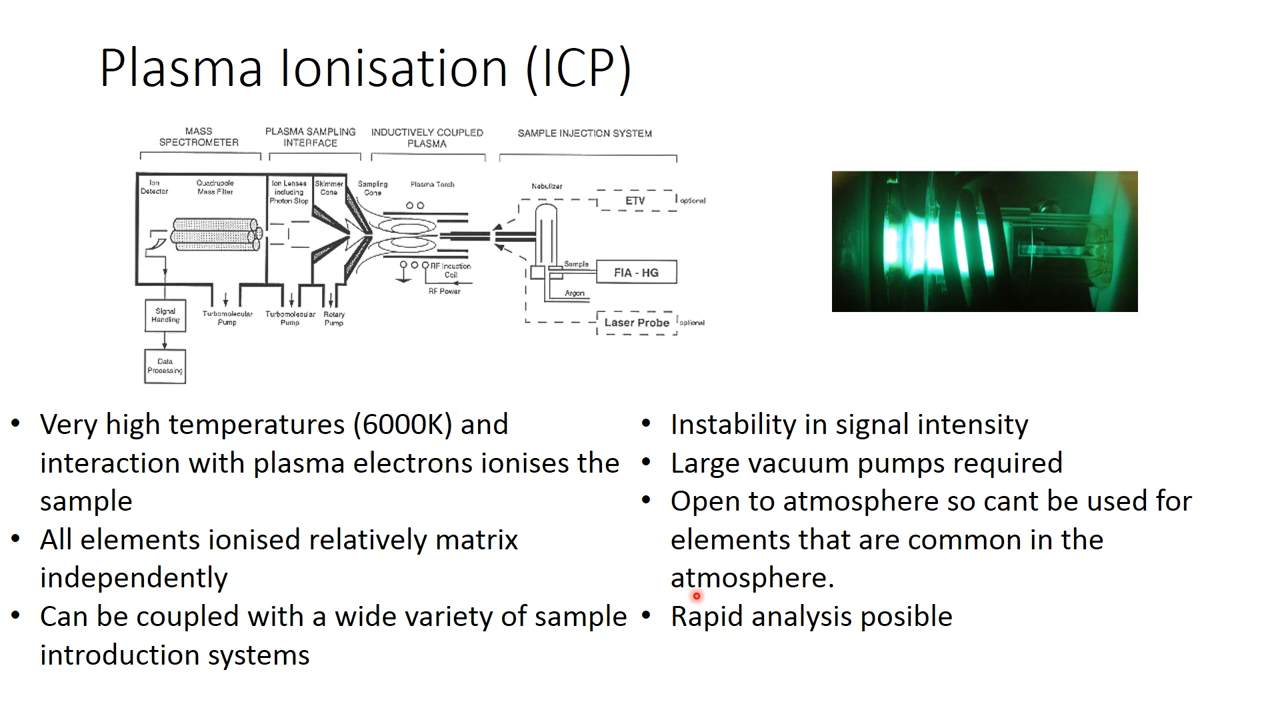 Plasma Ionisation (ICP)
MASS
SPECTROMETER
PLASMA SAMPLING
INTERFACE
INDUCTIVELY COUPLED
PLASMA
SAMPLE INJECTION SYSTEM
Ion
Detector
Quadrupole
Mass Filter
Ion Lenses
including
Photon Stop
Skimmer
Cone
Sampling
Cone
Plasma Torch
Nebulizer
ETV
optional
RF Induction
Coil
RF Power
Sample
FIA - HG
Argon
Laser Probe
optional
Signal
Handling
Turbomolecular
Pump
Turbomolecular
Pump
Rotary
Pump
Data
Processing
• Very high temperatures (6000K) and
interaction with plasma electrons ionises the
sample
• All elements ionised relatively matrix
independently
• Can be coupled with a wide variety of sample
introduction systems
• Instability in signal intensity
• Large vacuum pumps required
• Open to atmosphere so cant be used for
elements that are common in the
atmosphere.
• Rapid analysis posible